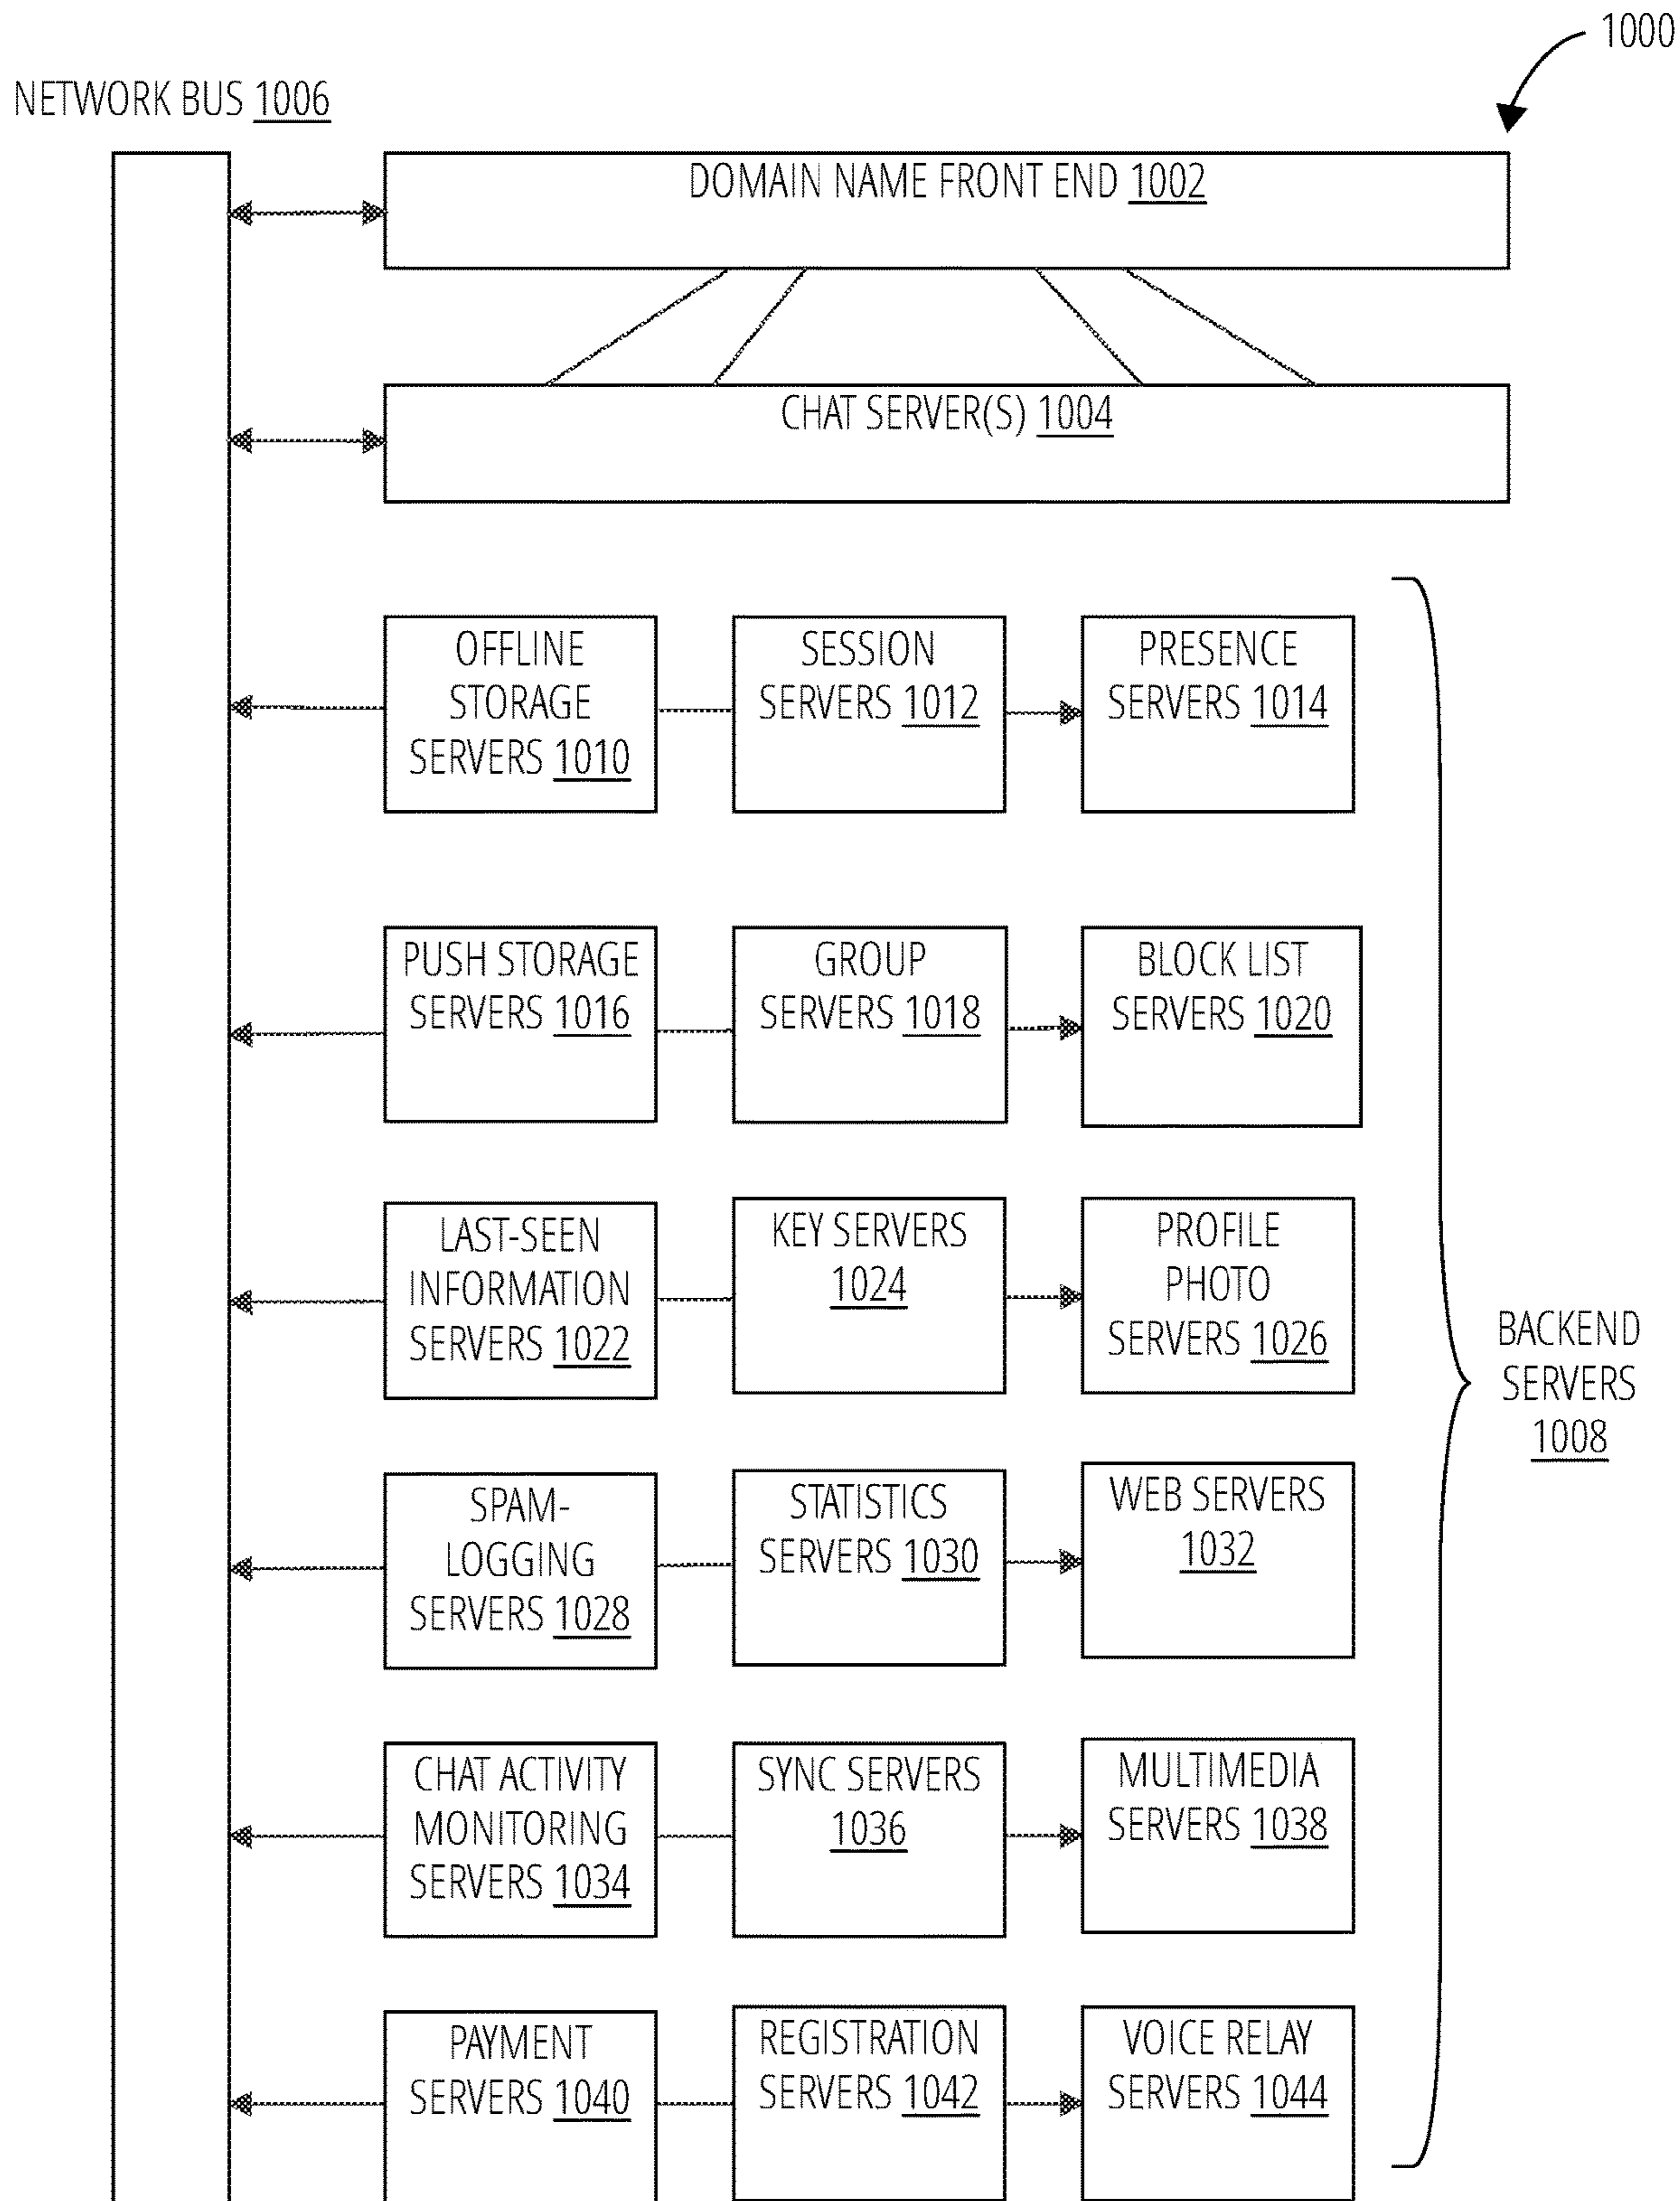 1000
NETWORK BUS 1006
DOMAIN NAME FRONT END 1002
CHAT SERVER(S) 1004
OFFLINE
STORAGE
SERVERS 1010
SESSION
SERVERS 1012
PRESENCE
SERVERS 1014
PUSH STORAGE
SERVERS 1016
GROUP
SERVERS 1018
BLOCK LIST
SERVERS 1020
LAST-SEEN
INFORMATION
SERVERS 1022
KEY SERVERS
1024
PROFILE
PHOTO
SERVERS 1026
BACKEND
SERVERS
1008
SPAM-
LOGGING
SERVERS 1028
STATISTICS
SERVERS 1030
WEB SERVERS
1032
CHAT ACTIVITY
MONITORING
SERVERS 1034
SYNC SERVERS
1036
MULTIMEDIA
SERVERS 1038
PAYMENT
SERVERS 1040
REGISTRATION
SERVERS 1042
VOICE RELAY
SERVERS 1044